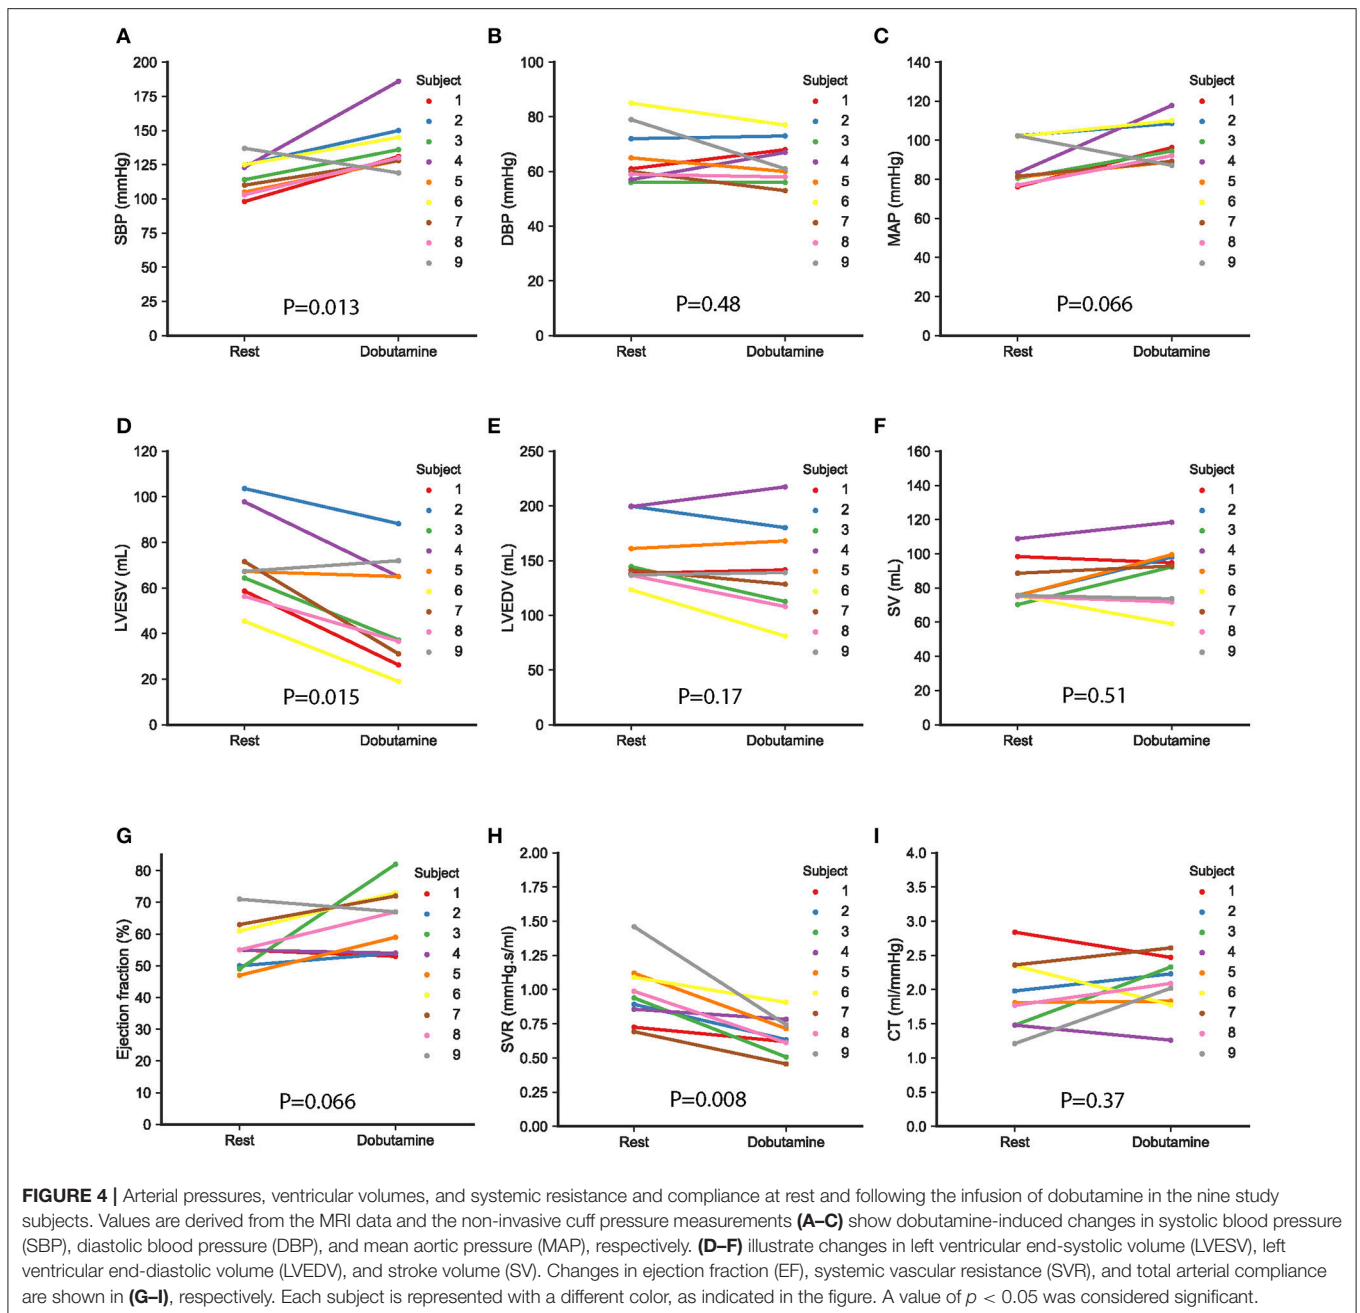 A
SBP (mmHg)
200
175
150
125
100
75
50
25
0
Rest
Dobutamine
Subject
1
2
3
4
5
6
7
8
9
P=0.013
B
DBP (mmHg)
100
80
60
40
20
0
Rest
Dobutamine
Subject
1
2
3
4
5
6
7
8
9
P=0.48
C
MAP (mmHg)
140
120
100
80
60
40
20
0
Rest
Dobutamine
Subject
1
2
3
4
5
6
7
8
9
P=0.066
D
LVESV (mL)
120
100
80
60
40
20
0
Rest
Dobutamine
Subject
1
2
3
4
5
6
7
8
9
P=0.015
E
LVEDV (mL)
250
200
150
100
50
0
Rest
Dobutamine
Subject
1
2
3
4
5
6
7
8
9
P=0.17
F
SV (mL)
160
140
120
100
80
60
40
20
0
Rest
Dobutamine
Subject
1
2
3
4
5
6
7
8
9
P=0.51
G
Ejection fraction (%)
80
70
60
50
40
30
20
10
0
Rest
Dobutamine
Subject
1
2
3
4
5
6
7
8
9
P=0.066
H
SVR (mmHg.s/ml)
2.00
1.75
1.50
1.25
1.00
0.75
0.50
0.25
0.00
Rest
Dobutamine
Subject
1
2
3
4
5
6
7
8
9
P=0.008
I
CT (ml/mmHg)
4.0
3.5
3.0
2.5
2.0
1.5
1.0
0.5
0.0
Rest
Dobutamine
Subject
1
2
3
4
5
6
7
8
9
P=0.37
FIGURE 4 | Arterial pressures, ventricular volumes, and systemic resistance and compliance at rest and following the infusion of dobutamine in the nine study
subjects. Values are derived from the MRI data and the non-invasive cuff pressure measurements (A–C) show dobutamine-induced changes in systolic blood pressure
(SBP), diastolic blood pressure (DBP), and mean aortic pressure (MAP), respectively. (D–F) illustrate changes in left ventricular end-systolic volume (LVESV), left
ventricular end-diastolic volume (LVEDV), and stroke volume (SV). Changes in ejection fraction (EF), systemic vascular resistance (SVR), and total arterial compliance
are shown in (G–I), respectively. Each subject is represented with a different color, as indicated in the figure. A value of p < 0.05 was considered significant.